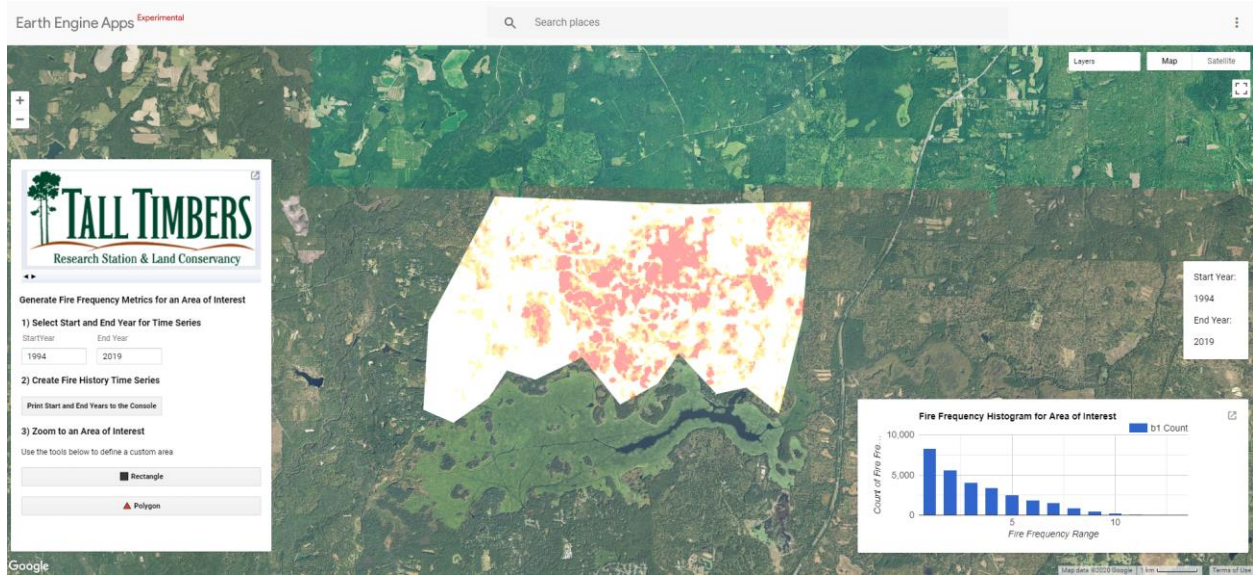 Earth Engine Apps Experimental
Search places
Layers
Map
Satellite
+
−
TALL TIMBERS
Research Station & Land Conservancy
Generate Fire Frequency Metrics for an Area of Interest
1) Select Start and End Year for Time Series
StartYear
End Year
1994
2019
2) Create Fire History Time Series
Print Start and End Years to the Console
3) Zoom to an Area of Interest
Use the tools below to define a custom area
Rectangle
Polygon
Start Year:
1994
End Year:
2019
Fire Frequency Histogram for Area of Interest
b1 Count
Count of Fire Fre...
10,000
5,000
0
5
10
Fire Frequency Range
Google
Map data ©2020 Google
1 km
Terms of Use